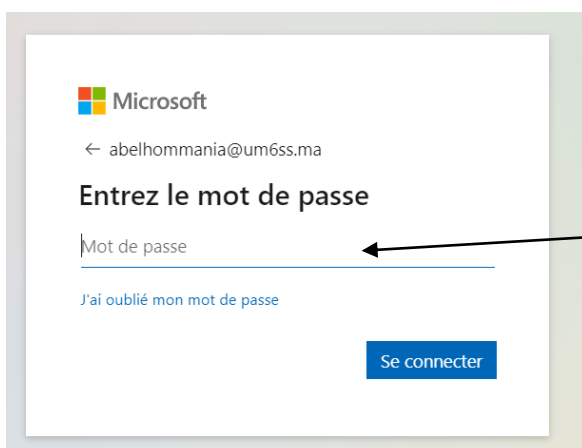 Microsoft
← abelhommania@um6ss.ma
Entrez le mot de passe
Mot de passe
J'ai oublié mon mot de passe
Se connecter